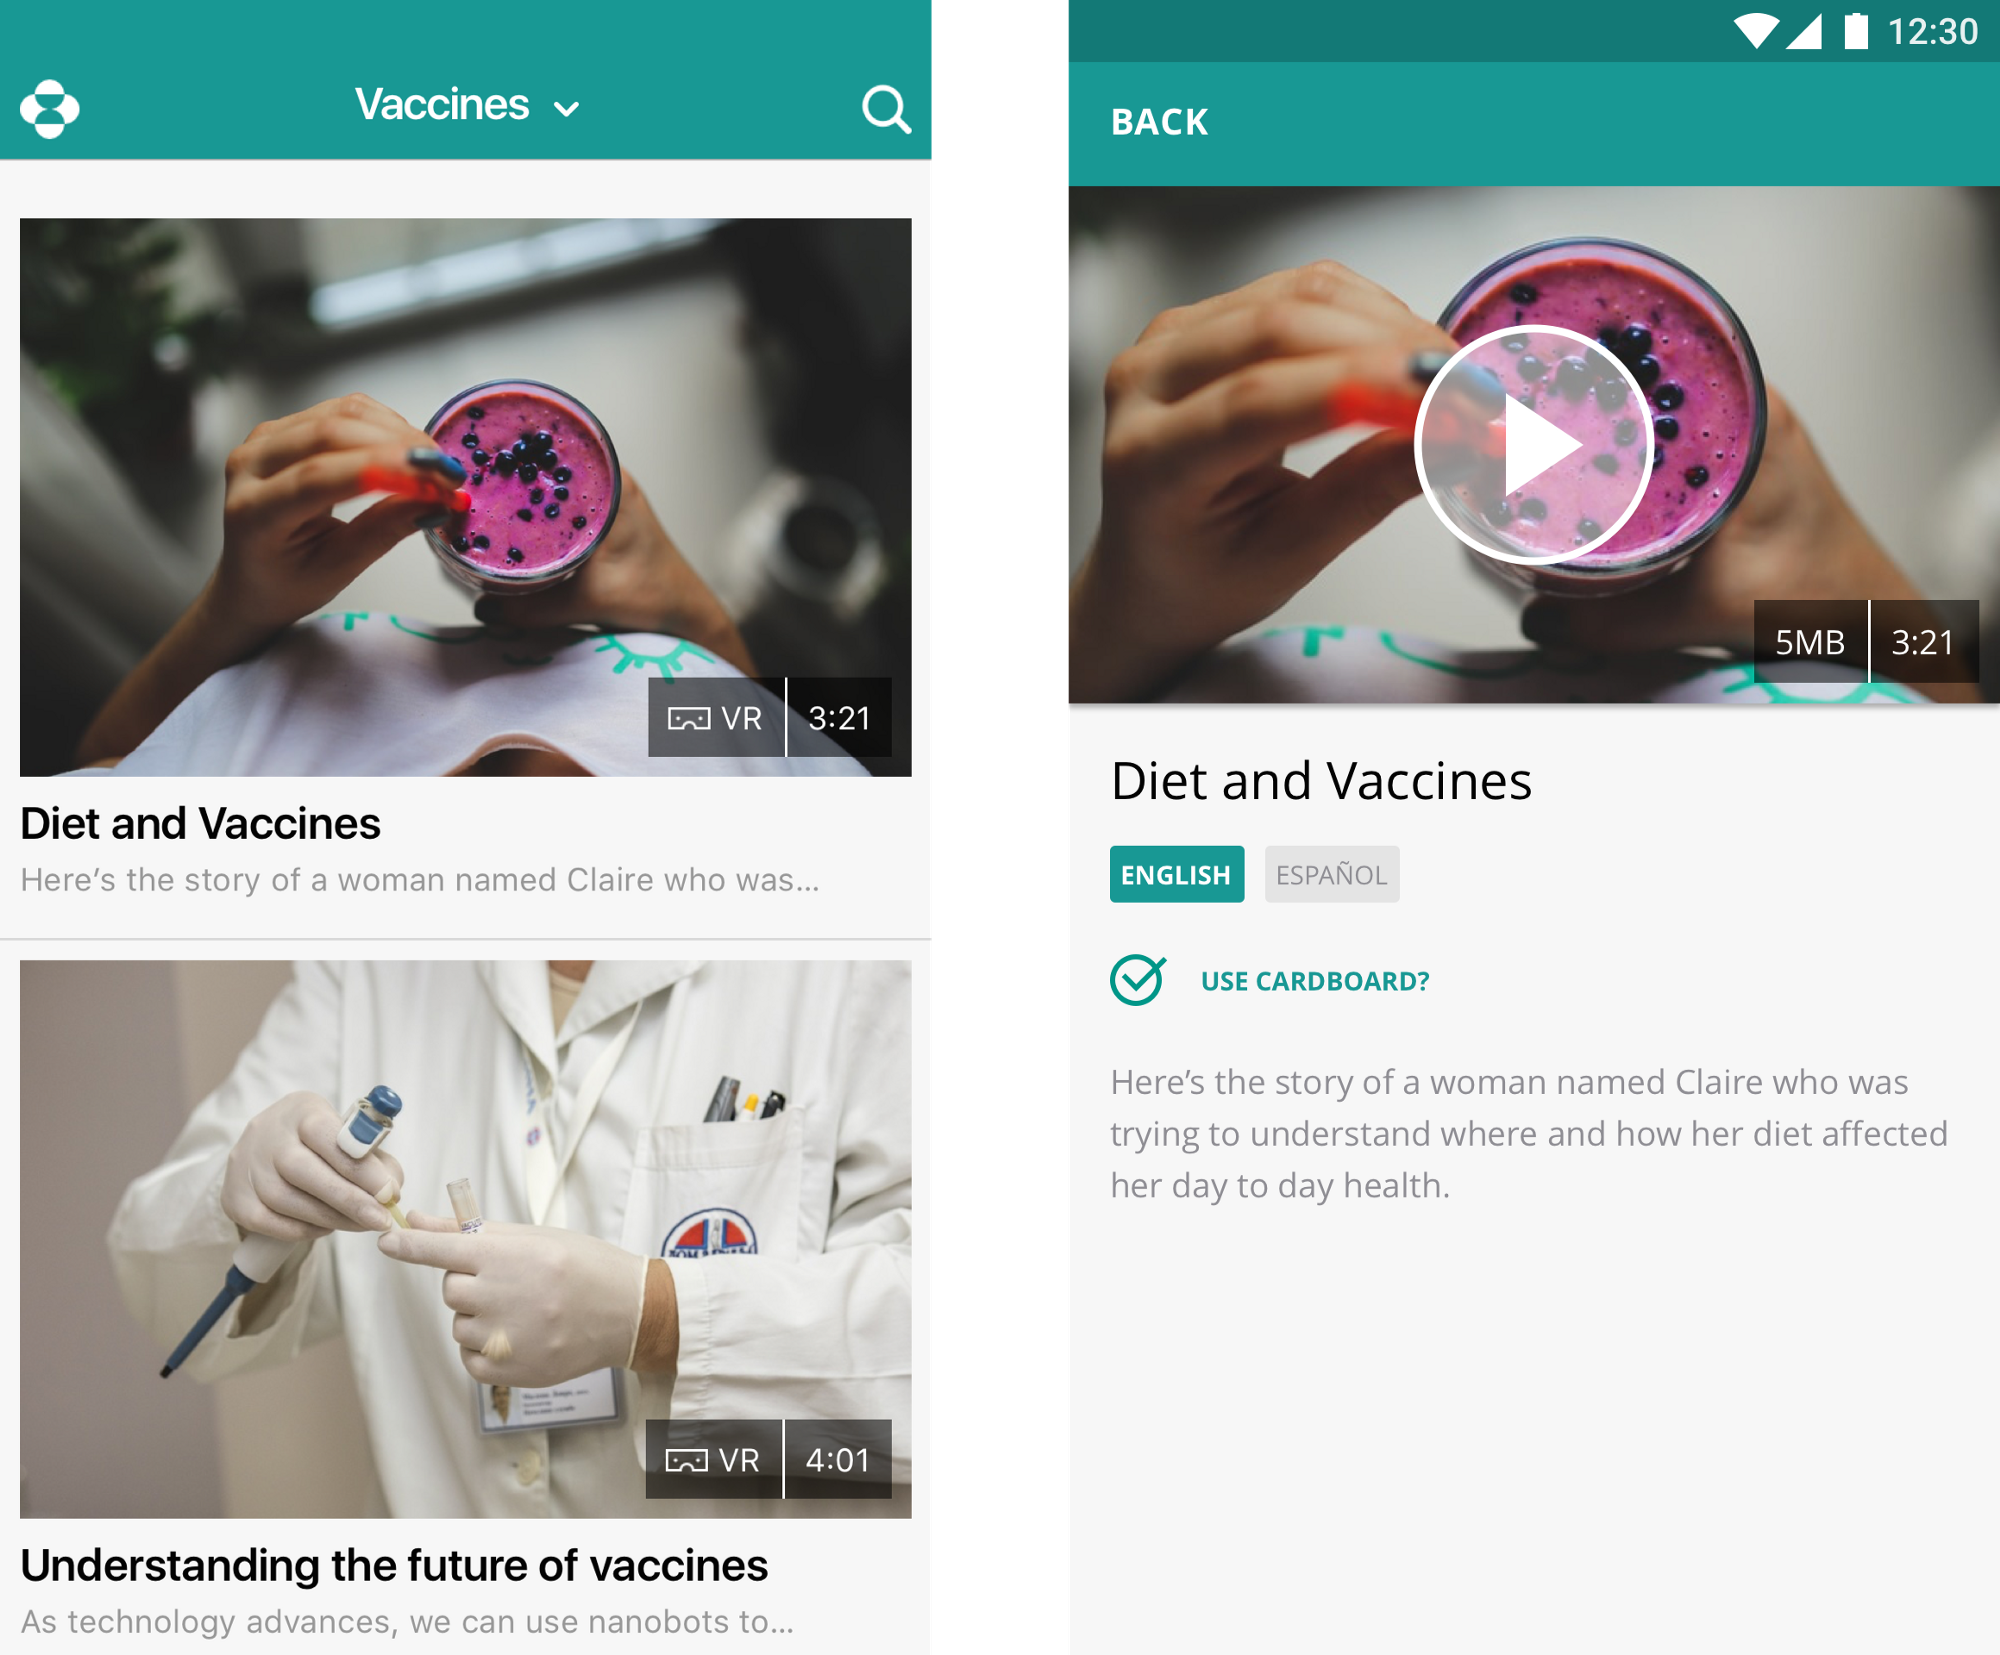 Vaccines
VR
3:21
Diet and Vaccines
Here’s the story of a woman named Claire who was...
VR
4:01
Understanding the future of vaccines
As technology advances, we can use nanobots to...
12:30
BACK
5MB
3:21
Diet and Vaccines
ENGLISH
ESPAÑOL
USE CARDBOARD?
Here’s the story of a woman named Claire who was
trying to understand where and how her diet affected
her day to day health.